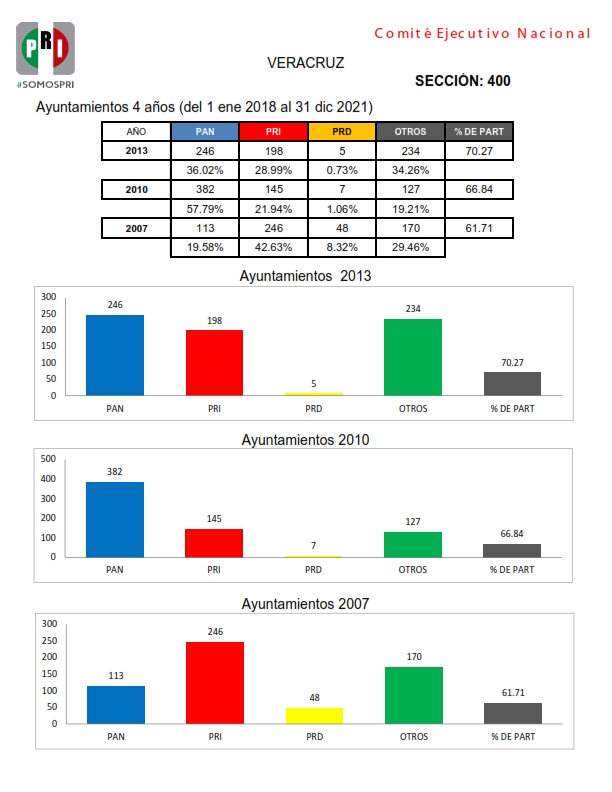 Comité Ejecutivo Nacional
PRI
#SOMOSPRI
VERACRUZ
SECCIÓN: 400
Ayuntamientos 4 años (del 1 ene 2018 al 31 dic 2021)
AÑO PAN PRI PRD OTROS % DE PART
2013 246 198 5 234 70.27
36.02% 28.99% 0.73% 34.26%
2010 382 145 7 127 66.84
57.79% 21.94% 1.06% 19.21%
2007 113 246 48 170 61.71
19.58% 42.63% 8.32% 29.46%
Ayuntamientos 2013
300
250
200
150
100
50
0
246 198 5 234 70.27
PAN PRI PRD OTROS % DE PART
Ayuntamientos 2010
500
400
300
200
100
0
382 145 7 127 66.84
PAN PRI PRD OTROS % DE PART
Ayuntamientos 2007
300
250
200
150
100
50
0
113 246 48 170 61.71
PAN PRI PRD OTROS % DE PART